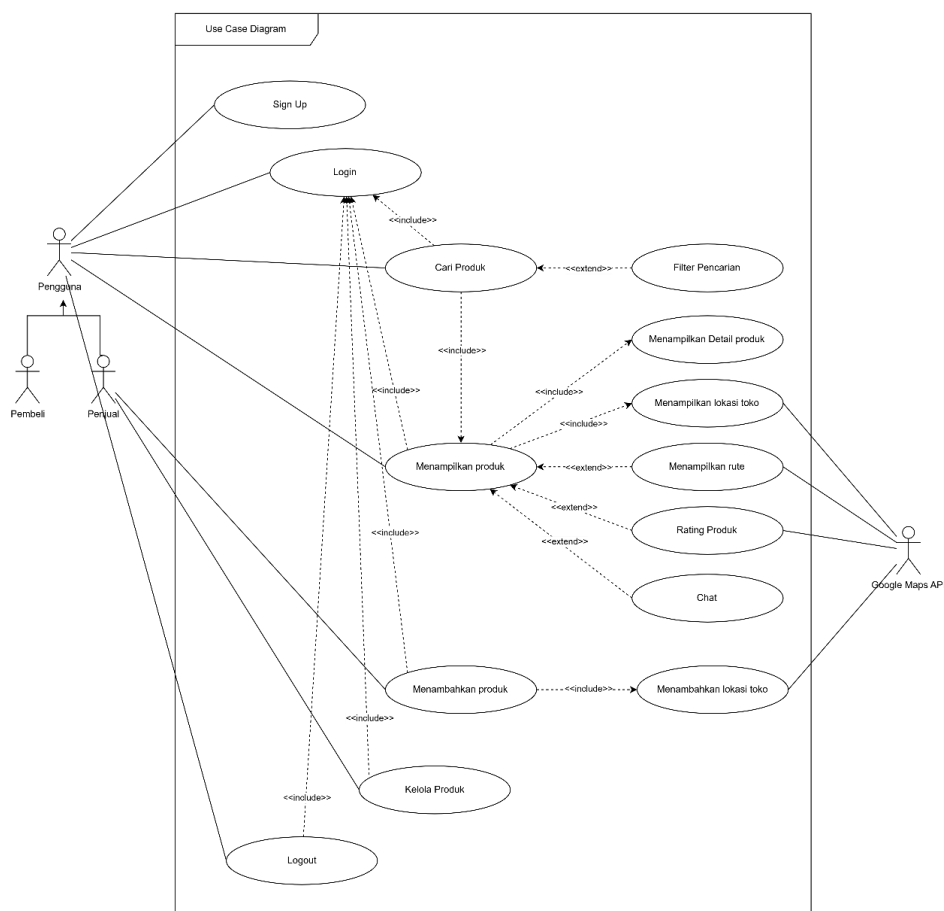 Use Case Diagram
Sign Up
Login
<<include>>
Cari Produk
<<extend>>
Filter Pencarian
Pengguna
Menampilkan Detail produk
<<include>>
<<include>>
<<include>>
Menampilkan lokasi toko
Pembeli
Penjual
<<include>>
Menampilkan produk
<<extend>>
Menampilkan rute
<<extend>>
Rating Produk
<<include>>
<<extend>>
Google Maps AP
Chat
Menambahkan produk
<<include>>
Menambahkan lokasi toko
<<include>>
Kelola Produk
<<include>>
Logout